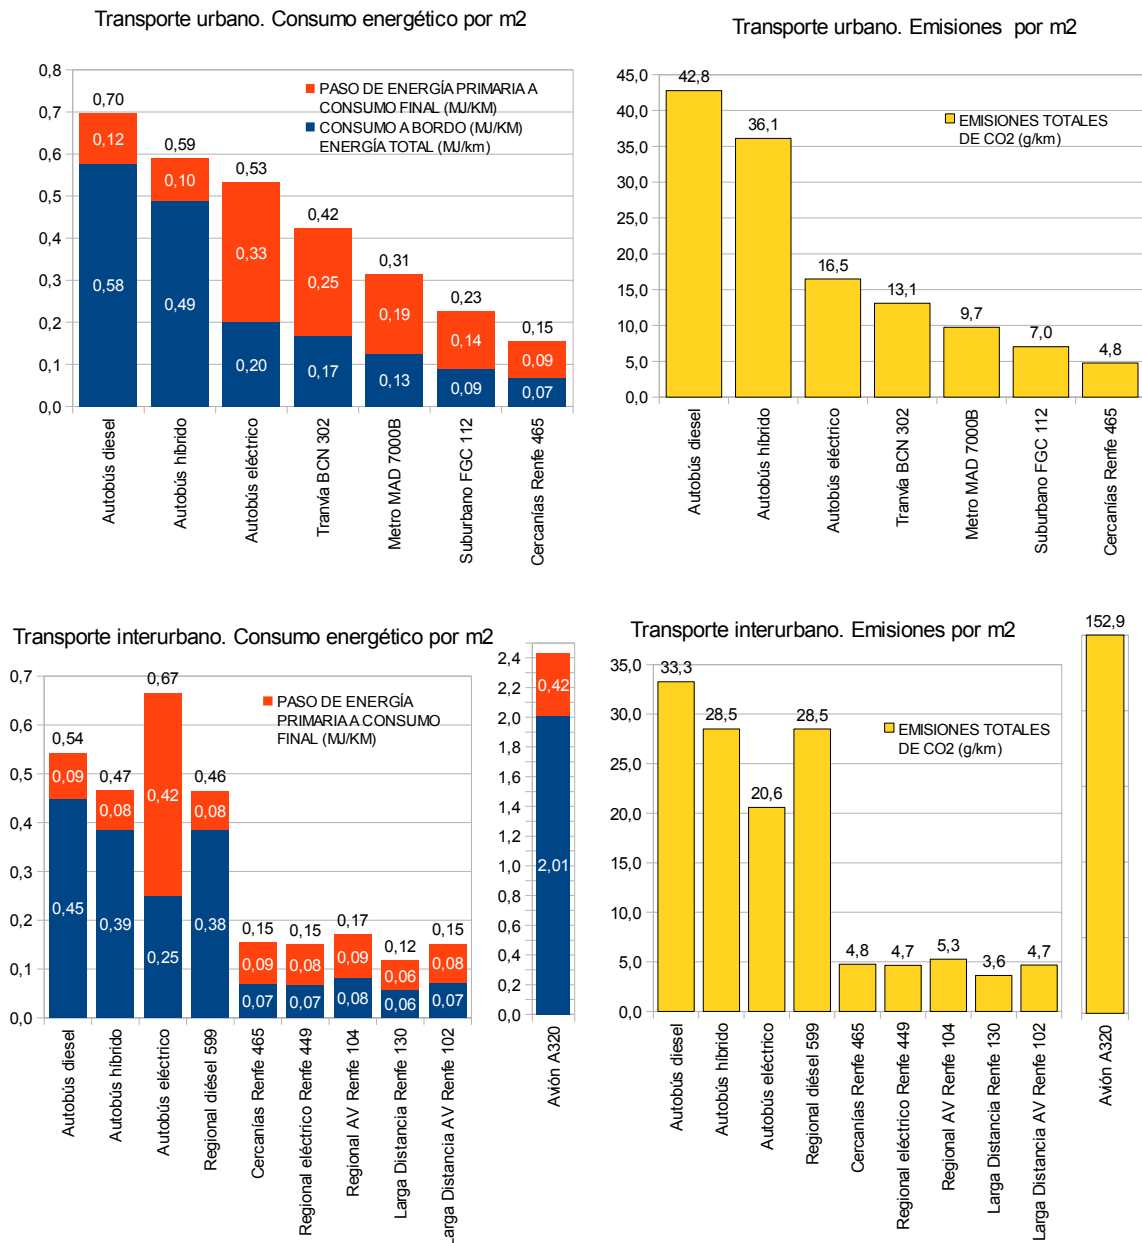 Transporte urbano. Consumo energético por m2
0,8
0,7
0,6
0,5
0,4
0,3
0,2
0,1
0,0
PASO DE ENERGÍA PRIMARIA A
CONSUMO FINAL (MJ/KM)
CONSUMO A BORDO (MJ/KM)
ENERGÍA TOTAL (MJ/km)
0,70
0,12
0,58
0,59
0,10
0,49
0,53
0,33
0,20
0,42
0,25
0,17
0,31
0,19
0,13
0,23
0,14
0,09
0,15
0,09
0,07
Autobús diesel
Autobús híbrido
Autobús eléctrico
Tranvía BCN 302
Metro MAD 7000B
Suburbano FGC 112
Cercanías Renfe 465
Transporte urbano. Emisiones por m2
45,0
40,0
35,0
30,0
25,0
20,0
15,0
10,0
5,0
0,0
EMISIONES TOTALES
DE CO2 (g/km)
42,8
36,1
16,5
13,1
9,7
7,0
4,8
Autobús diesel
Autobús híbrido
Autobús eléctrico
Tranvía BCN 302
Metro MAD 7000B
Suburbano FGC 112
Cercanías Renfe 465
Transporte interurbano. Consumo energético por m2
0,7
0,6
0,5
0,4
0,3
0,2
0,1
0,0
PASO DE ENERGÍA
PRIMARIA A CONSUMO
FINAL (MJ/KM)
0,54
0,09
0,45
0,47
0,08
0,39
0,67
0,42
0,25
0,46
0,08
0,38
0,15
0,09
0,07
0,15
0,08
0,07
0,17
0,09
0,08
0,12
0,06
0,06
0,15
0,08
0,07
Autobús diesel
Autobús híbrido
Autobús eléctrico
Regional diésel 599
Cercanías Renfe 465
Regional eléctrico Renfe 449
Regional AV Renfe 104
Larga Distancia Renfe 130
Larga Distancia AV Renfe 102
2,4
2,2
2,0
1,8
1,6
1,4
1,2
1,0
0,8
0,6
0,4
0,2
0,0
0,42
2,01
Avión A320
Transporte interurbano. Emisiones por m2
35,0
30,0
25,0
20,0
15,0
10,0
5,0
0,0
EMISIONES TOTALES
DE CO2 (g/km)
33,3
28,5
20,6
28,5
4,8
4,7
5,3
3,6
4,7
Autobús diesel
Autobús híbrido
Autobús eléctrico
Regional diésel 599
Cercanías Renfe 465
Regional eléctrico Renfe 449
Regional AV Renfe 104
Larga Distancia Renfe 130
Larga Distancia AV Renfe 102
152,9
Avión A320